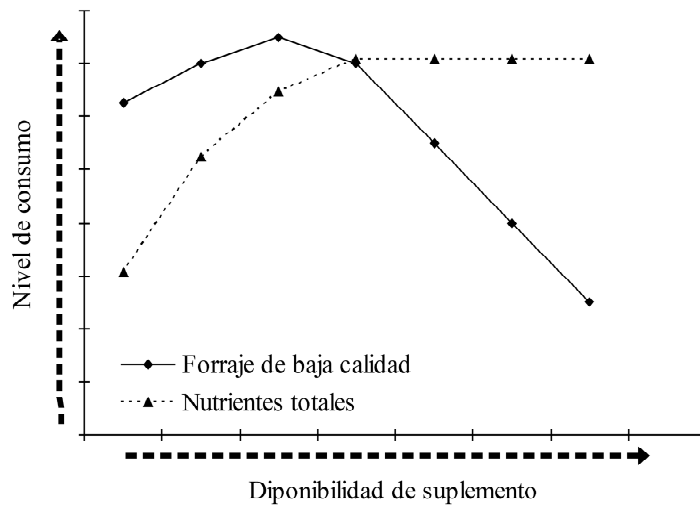 Nivel de consumo
Forraje de baja calidad
Nutrientes totales
Diponibilidad de suplemento